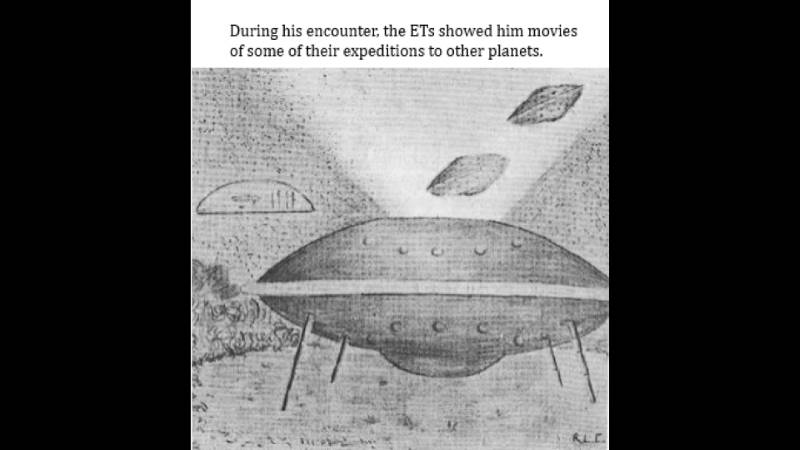 During his encounter, the ETs showed him movies
of some of their expeditions to other planets.
R.L.F.